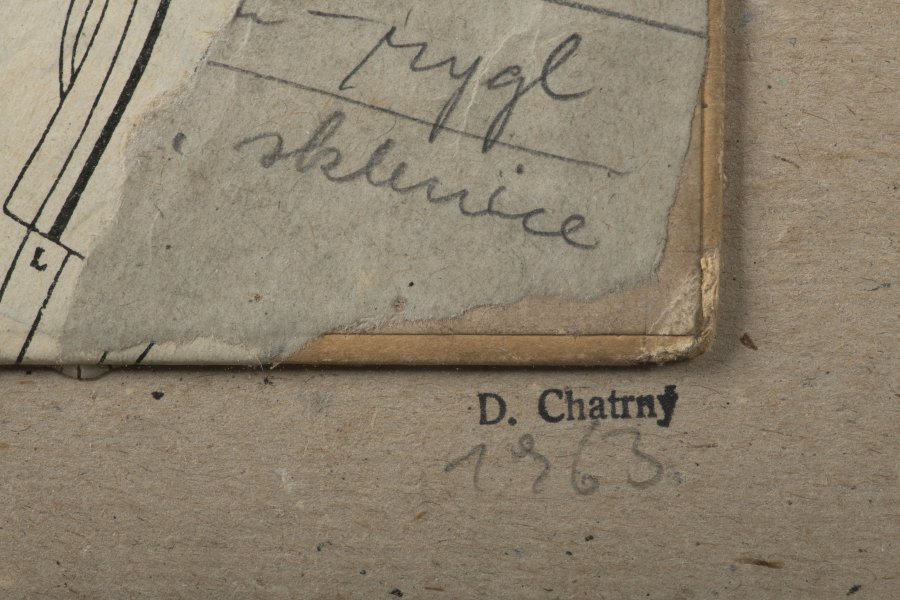 rygl
sklenice
L
D. Chatrný
1963